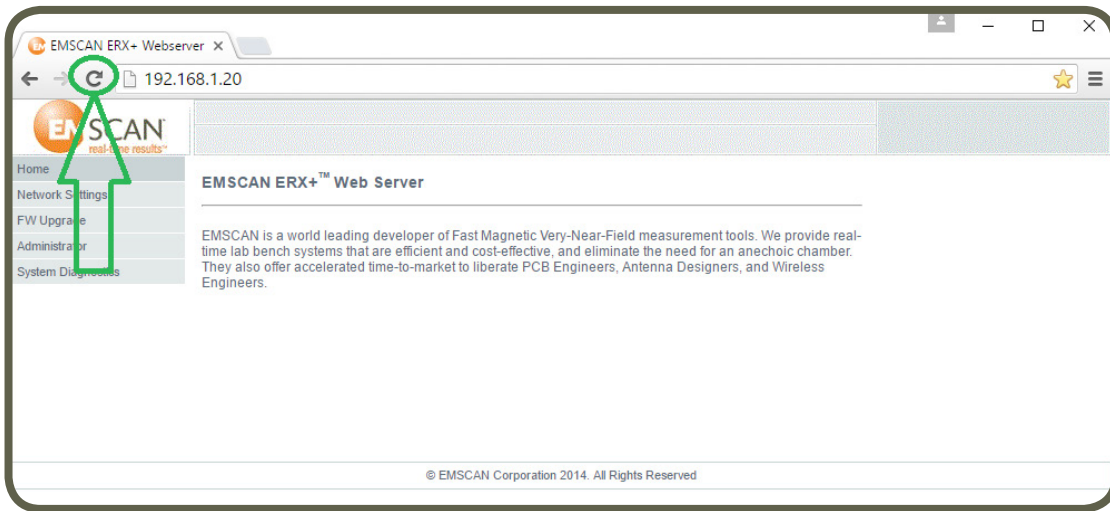 EMSCAN ERX+ Webserver
192.168.1.20
EMSCAN
real-time results™
Home
Network Settings
FW Upgrade
Administrator
System Diagnostics
EMSCAN ERX+™ Web Server
EMSCAN is a world leading developer of Fast Magnetic Very-Near-Field measurement tools. We provide real-
time lab bench systems that are efficient and cost-effective, and eliminate the need for an anechoic chamber.
They also offer accelerated time-to-market to liberate PCB Engineers, Antenna Designers, and Wireless
Engineers.
© EMSCAN Corporation 2014. All Rights Reserved